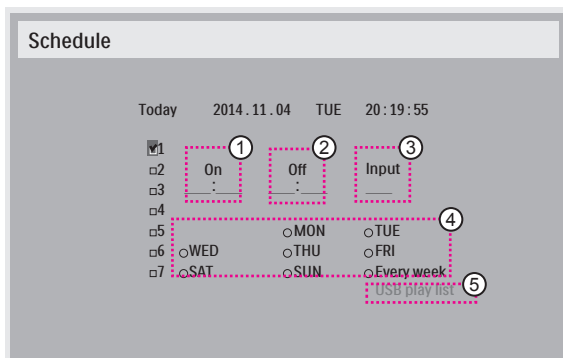 Schedule
Today 2014.11.04 TUE 20:19:55
1 ① ② ③
2 On Off Input
3 __:__ __:__ ___
4 ④
5 MON TUE
6 WED THU FRI
7 SAT SUN Every week
USB play list ⑤